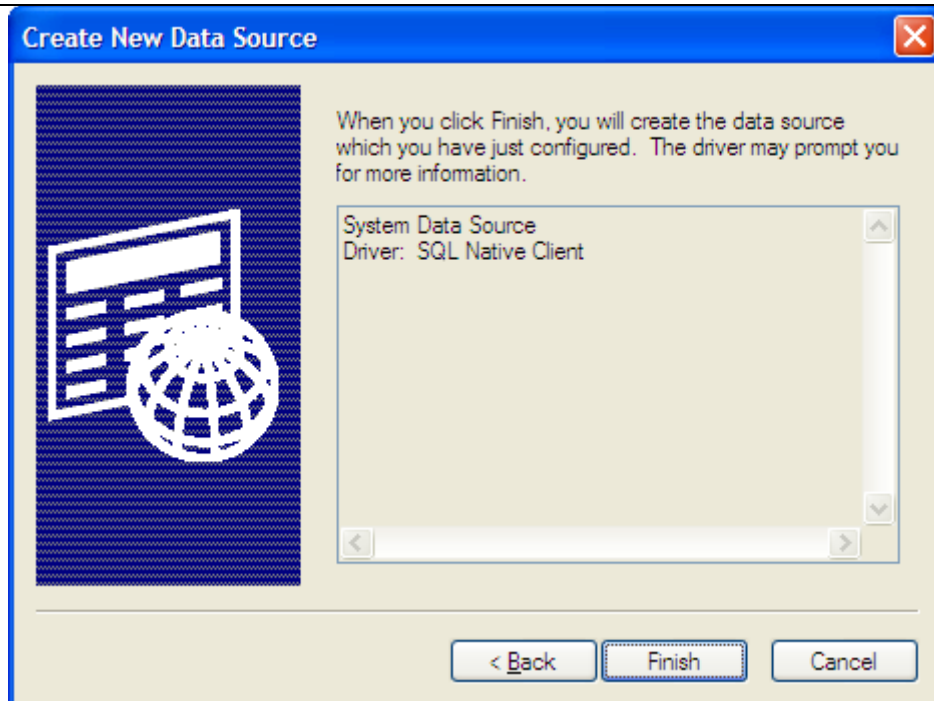 Create New Data Source
When you click Finish, you will create the data source
which you have just configured.  The driver may prompt you
for more information.
System Data Source
Driver:  SQL Native Client
< Back
Finish
Cancel